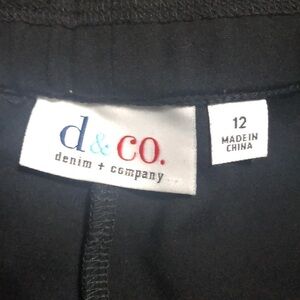 d&co.
denim + company
12
MADE IN
CHINA